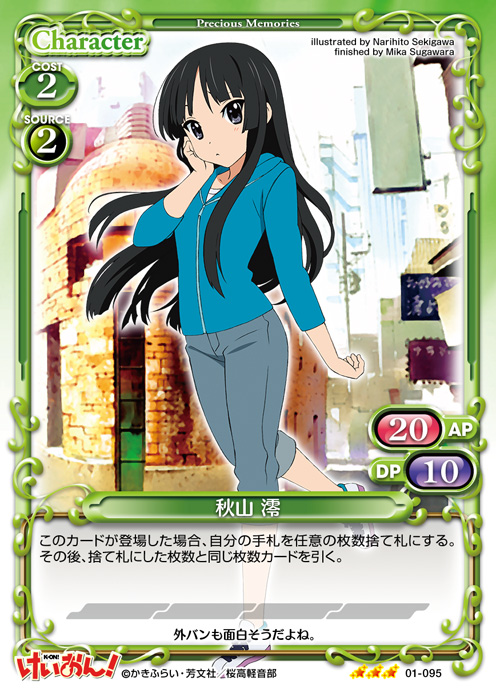 Precious Memories
Character
illustrated by Narihito Sekigawa
finished by Mika Sugawara
COST
2
SOURCE
2
20 AP
DP 10
秋山 澪
このカードが登場した場合、自分の手札を任意の枚数捨て札にする。
その後、捨て札にした枚数と同じ枚数カードを引く。
外バンも面白そうだよね。
K-ON!
けいおん!
©かきふらい・芳文社/桜高軽音部
01-095